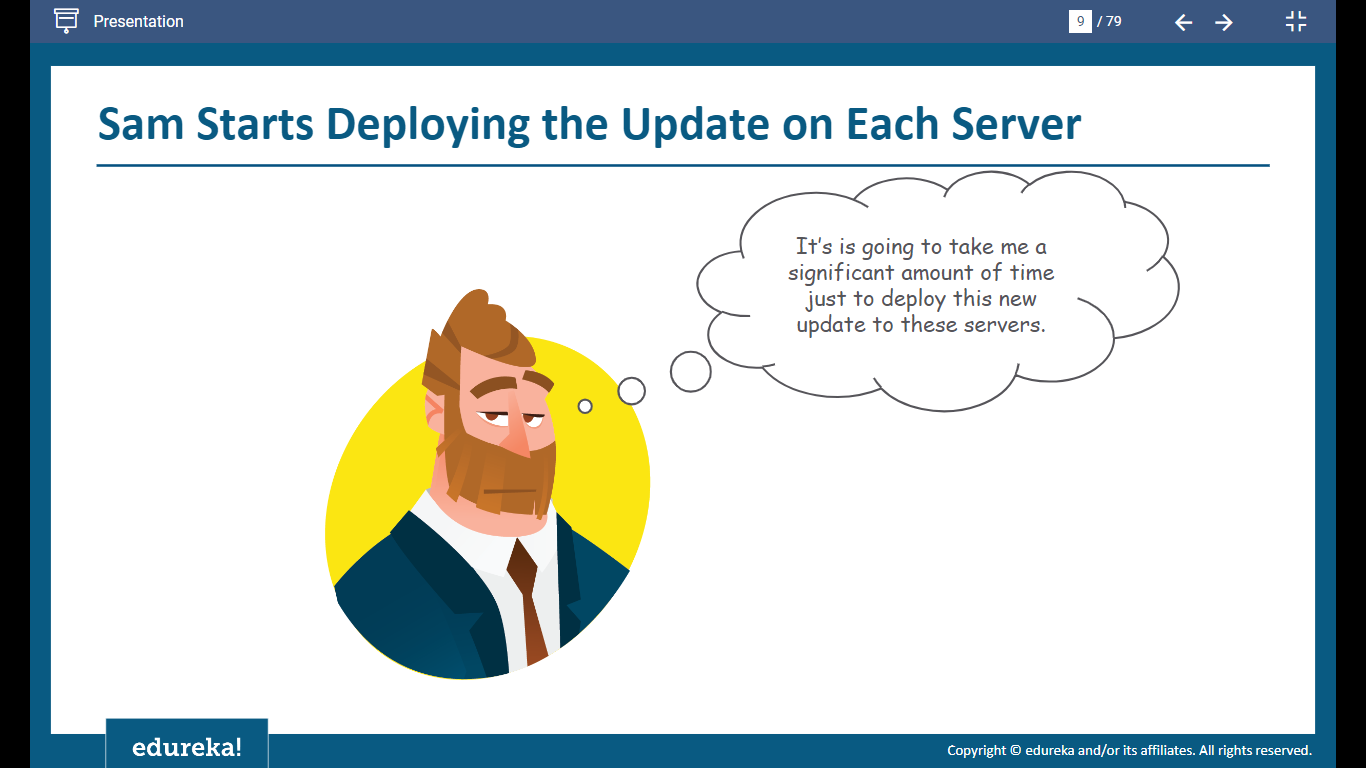 Presentation
9 / 79
Sam Starts Deploying the Update on Each Server
It's is going to take me a
significant amount of time
just to deploy this new
update to these servers.
edureka!
Copyright © edureka and/or its affiliates. All rights reserved.